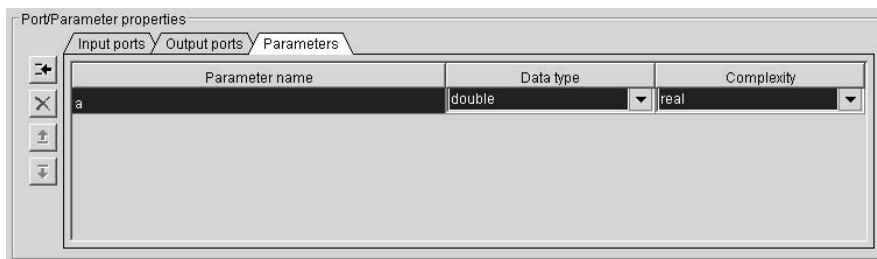 Port/Parameter properties
Input ports Output ports Parameters
Parameter name Data type Complexity
a double real